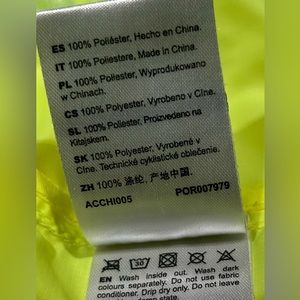 ES 100% Poliéster, Hecho en China.
IT 100% Poliestere, Made in China.
PL 100% Poliester, Wyprodukowano
w Chinach.
CS 100% Polyester, Vyrobeno v Číne.
SL 100% Poliester, Proizvedeno na
Kitajskem.
SK 100% Polyester, Vyrobené v
Číne. Technické cyklistické oblečenie.
ZH 100% 涤纶, 产地中国.
ACCHI005 POR007979
30
EN Wash inside out. Wash dark
colours separately. Do not use fabric
conditioner. Drip dry only. Do not leave